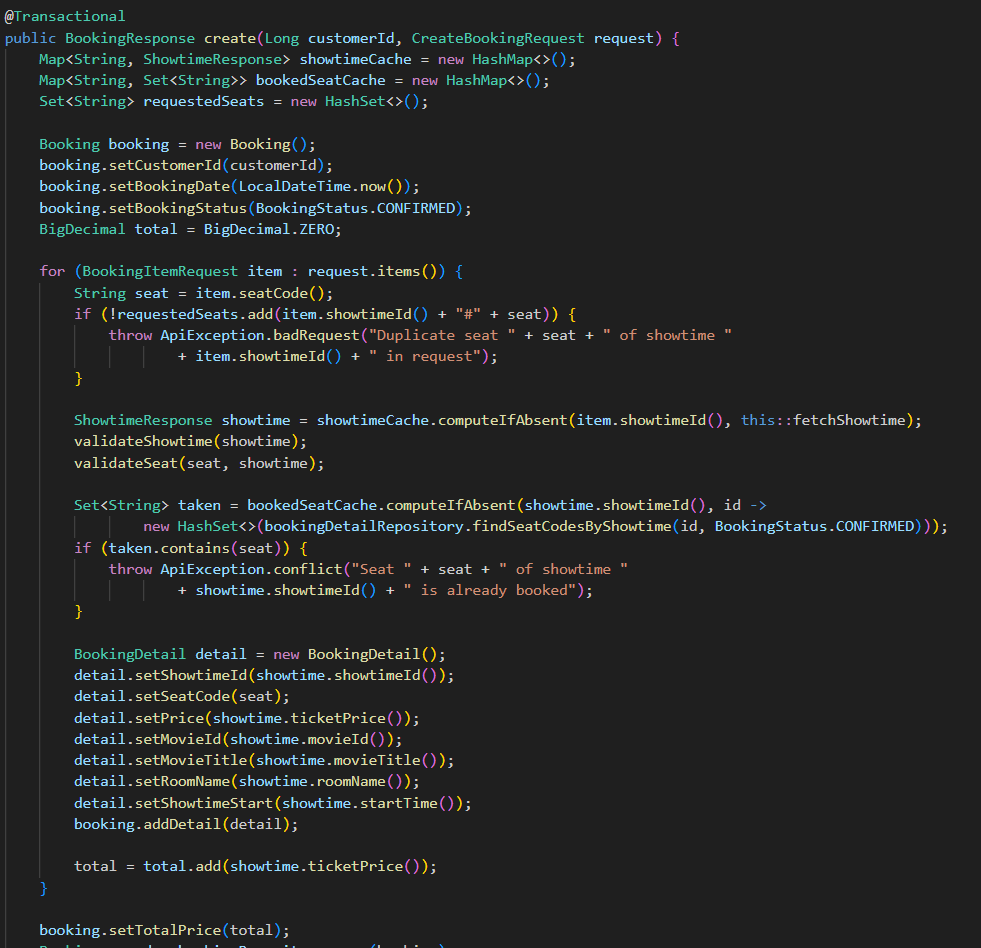 @Transactional
public BookingResponse create(Long customerId, CreateBookingRequest request) {
    Map<String, ShowtimeResponse> showtimeCache = new HashMap<>();
    Map<String, Set<String>> bookedSeatCache = new HashMap<>();
    Set<String> requestedSeats = new HashSet<>();

    Booking booking = new Booking();
    booking.setCustomerId(customerId);
    booking.setBookingDate(LocalDateTime.now());
    booking.setBookingStatus(BookingStatus.CONFIRMED);
    BigDecimal total = BigDecimal.ZERO;

    for (BookingItemRequest item : request.items()) {
        String seat = item.seatCode();
        if (!requestedSeats.add(item.showtimeId() + "#" + seat)) {
            throw ApiException.badRequest("Duplicate seat " + seat + " of showtime "
                    + item.showtimeId() + " in request");
        }

        ShowtimeResponse showtime = showtimeCache.computeIfAbsent(item.showtimeId(), this::fetchShowtime);
        validateShowtime(showtime);
        validateSeat(seat, showtime);

        Set<String> taken = bookedSeatCache.computeIfAbsent(showtime.showtimeId(), id ->
                new HashSet<>(bookingDetailRepository.findSeatCodesByShowtime(id, BookingStatus.CONFIRMED)));
        if (taken.contains(seat)) {
            throw ApiException.conflict("Seat " + seat + " of showtime "
                    + showtime.showtimeId() + " is already booked");
        }

        BookingDetail detail = new BookingDetail();
        detail.setShowtimeId(showtime.showtimeId());
        detail.setSeatCode(seat);
        detail.setPrice(showtime.ticketPrice());
        detail.setMovieId(showtime.movieId());
        detail.setMovieTitle(showtime.movieTitle());
        detail.setRoomName(showtime.roomName());
        detail.setShowtimeStart(showtime.startTime());
        booking.addDetail(detail);

        total = total.add(showtime.ticketPrice());
    }

    booking.setTotalPrice(total);